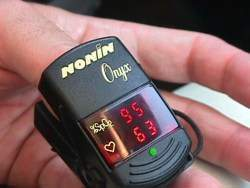 NONIN
Onyx
%SpO₂ 95
63